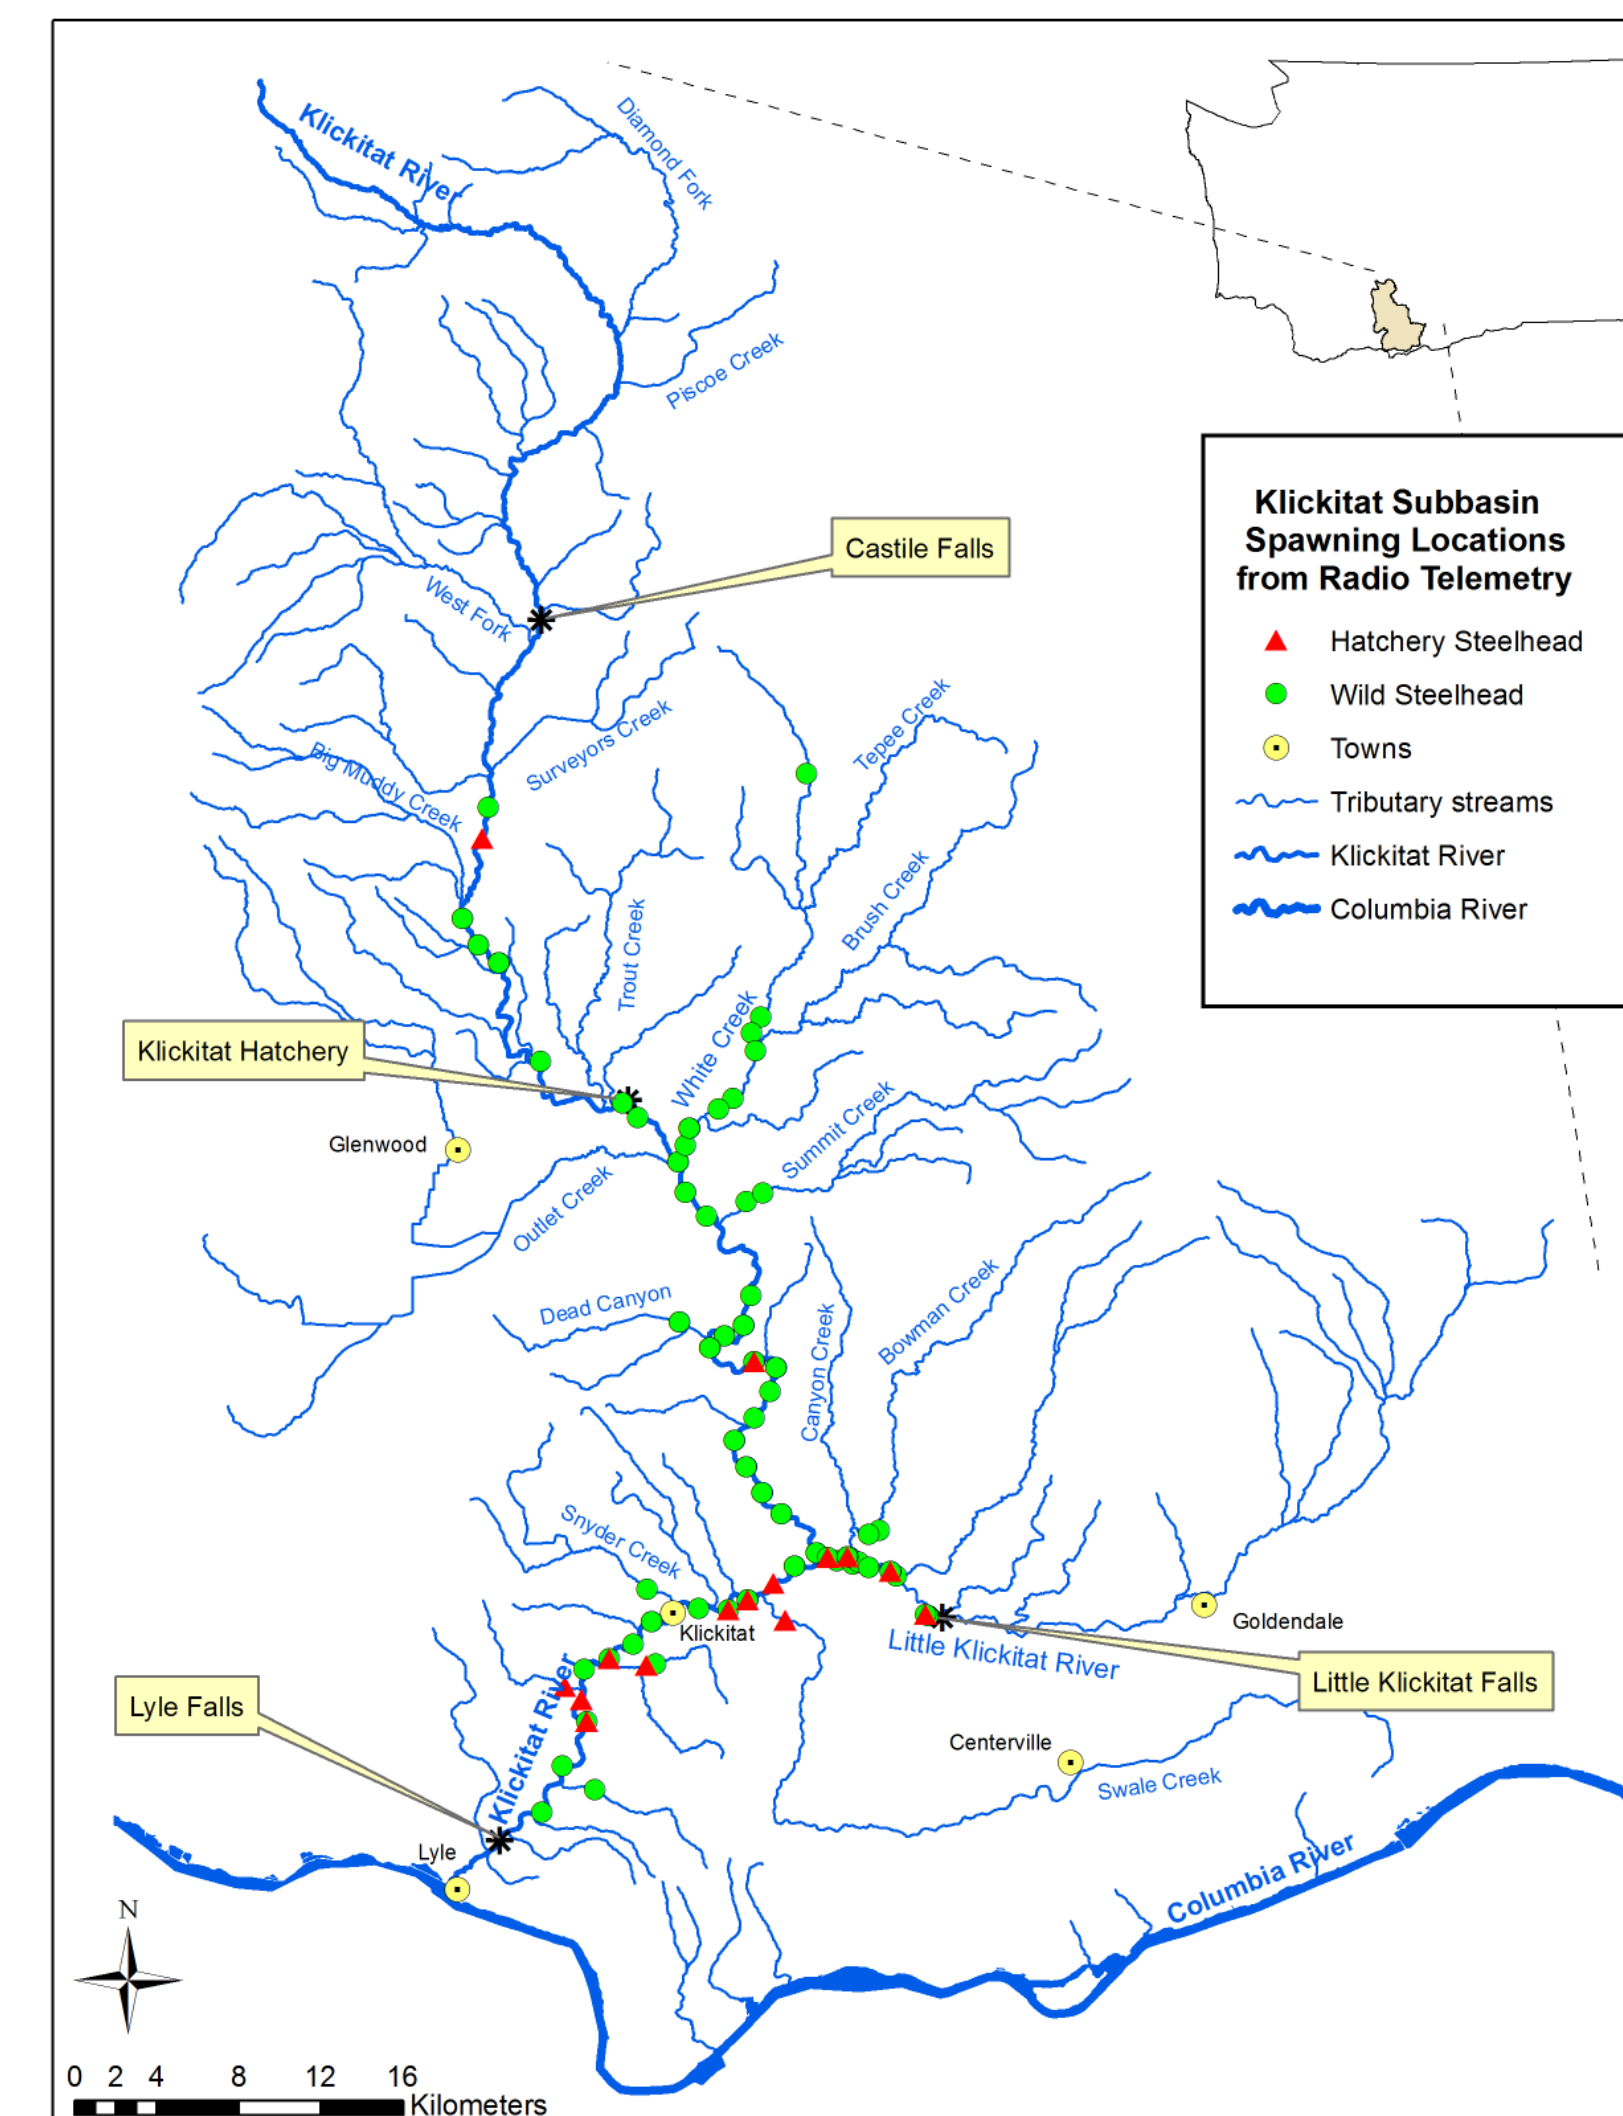 Klickitat River
Diamond Fork
Piscoe Creek
Castile Falls
West Fork
Klickitat Subbasin
Spawning Locations
from Radio Telemetry
Hatchery Steelhead
Wild Steelhead
Towns
Tributary streams
Klickitat River
Columbia River
Surveyors Creek
Tepee Creek
Big Muddy Creek
Brush Creek
Trout Creek
White Creek
Klickitat Hatchery
Summit Creek
Glenwood
Outlet Creek
Dead Canyon
Canyon Creek
Bowman Creek
Snyder Creek
Klickitat
Goldendale
Little Klickitat River
Little Klickitat Falls
Lyle Falls
Klickitat River
Centerville
Swale Creek
Lyle
Columbia River
N
0 2 4 8 12 16
Kilometers